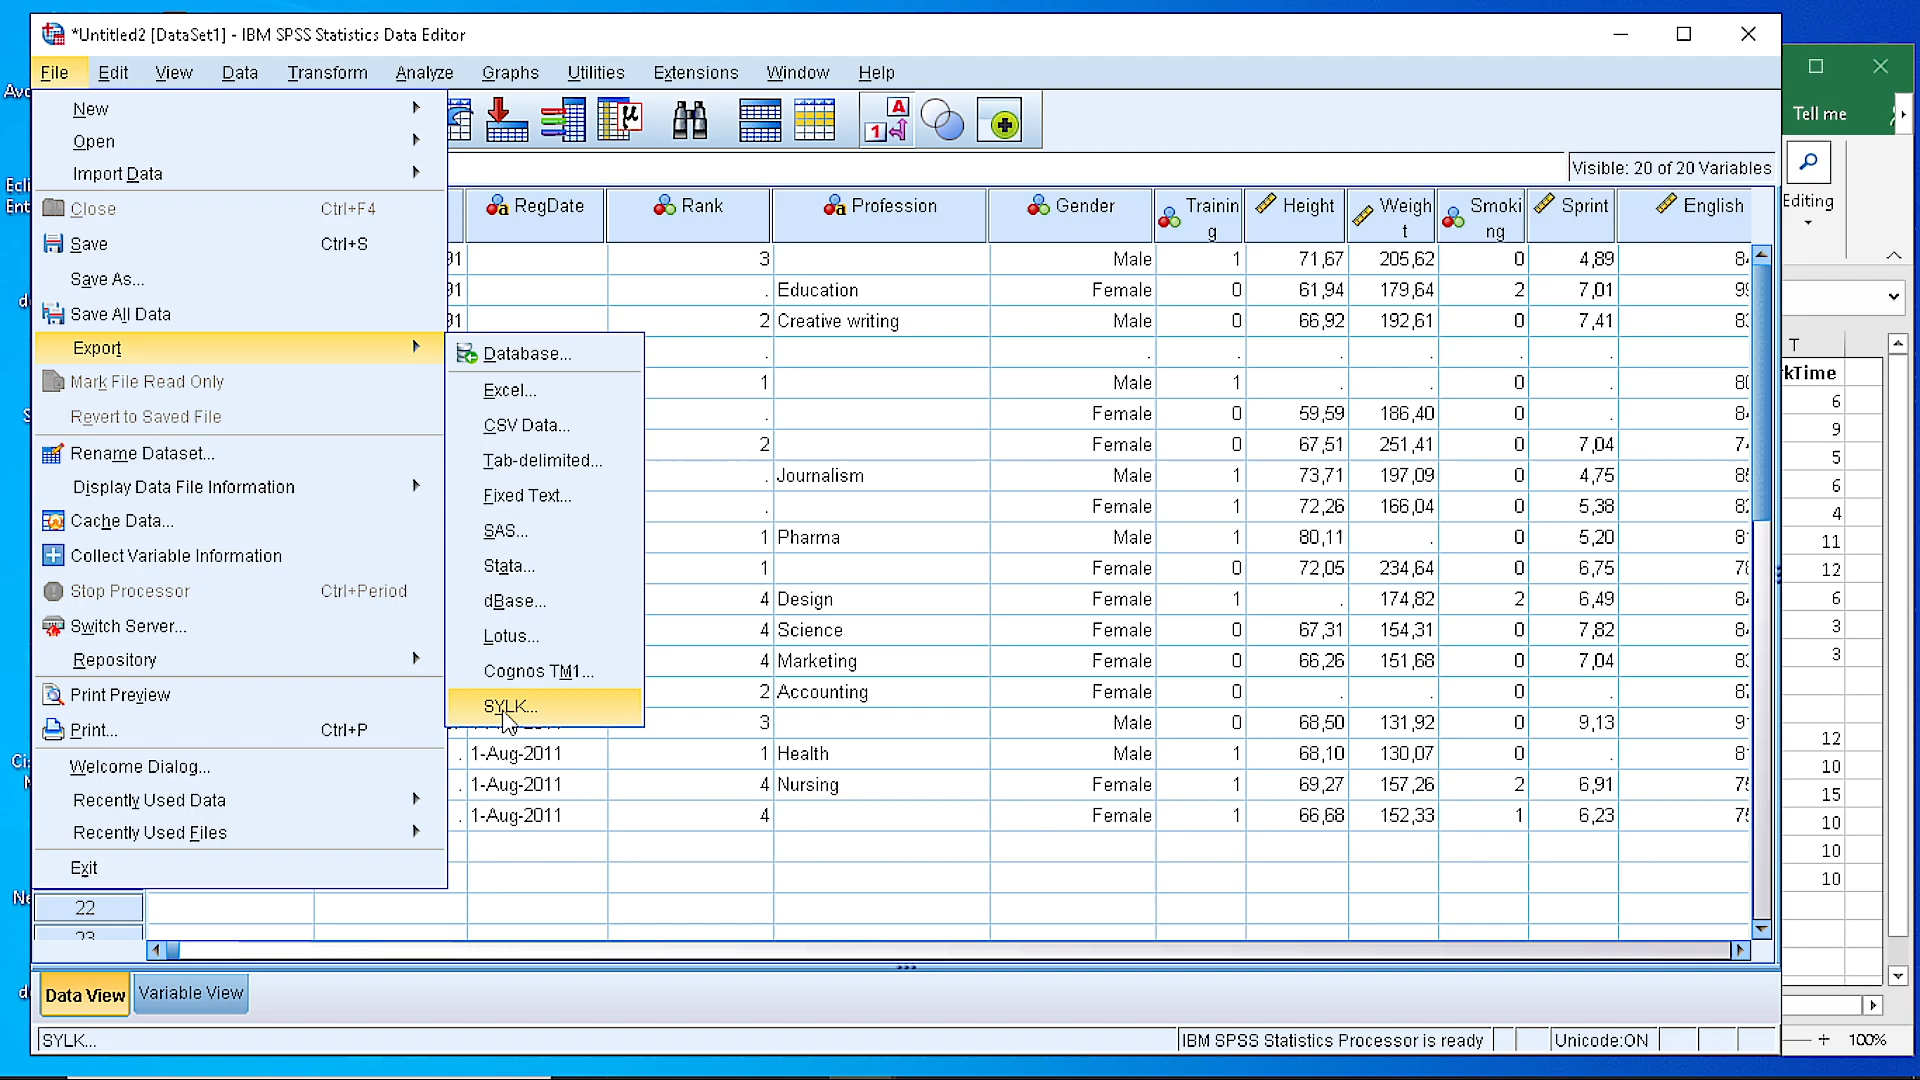 *Untitled2 [DataSet1] - IBM SPSS Statistics Data Editor
File Edit View Data Transform Analyze Graphs Utilities Extensions Window Help
Tell me
Editing
New
Open
Import Data
Close Ctrl+F4
Save Ctrl+S
Save As...
Save All Data
Export
Mark File Read Only
Revert to Saved File
Rename Dataset...
Display Data File Information
Cache Data...
Collect Variable Information
Stop Processor Ctrl+Period
Switch Server...
Repository
Print Preview
Print... Ctrl+P
Welcome Dialog...
Recently Used Data
Recently Used Files
Exit
Database...
Excel...
CSV Data...
Tab-delimited...
Fixed Text...
SAS...
Stata...
dBase...
Lotus...
Cognos TM1...
SYLK...
Visible: 20 of 20 Variables
RegDate Rank Profession Gender Training Height Weight Smoking Sprint English
91 3 Male 1 71,67 205,62 0 4,89
91 . Education Female 0 61,94 179,64 2 7,01
91 2 Creative writing Male 0 66,92 192,61 0 7,41
. . . . . . .
1 Male 1 . . 0
. Female 0 59,59 186,40 0 .
2 Female 0 67,51 251,41 0 7,04
. Journalism Male 1 73,71 197,09 0 4,75
. Female 1 72,26 166,04 0 5,38
1 Pharma Male 1 80,11 . 0 5,20
1 Female 0 72,05 234,64 0 6,75
4 Design Female 1 . 174,82 2 6,49
4 Science Female 0 67,31 154,31 0 7,82
4 Marketing Female 0 66,26 151,68 0 7,04
2 Accounting Female 0 . . 0 .
3 Male 0 68,50 131,92 0 9,13
. 1-Aug-2011 1 Health Male 1 68,10 130,07 0 .
. 1-Aug-2011 4 Nursing Female 1 69,27 157,26 2 6,91
. 1-Aug-2011 4 Female 1 66,68 152,33 1 6,23
22
23
T
kTime
6
9
5
6
4
11
12
6
3
3
12
10
15
10
10
10
Data View Variable View
SYLK... IBM SPSS Statistics Processor is ready Unicode:ON
100%